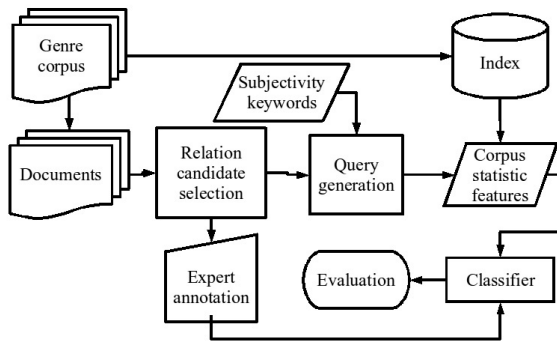 Genre
corpus
Index
Subjectivity
keywords
Documents
Relation
candidate
selection
Query
generation
Corpus
statistic
features
Expert
annotation
Evaluation
Classifier